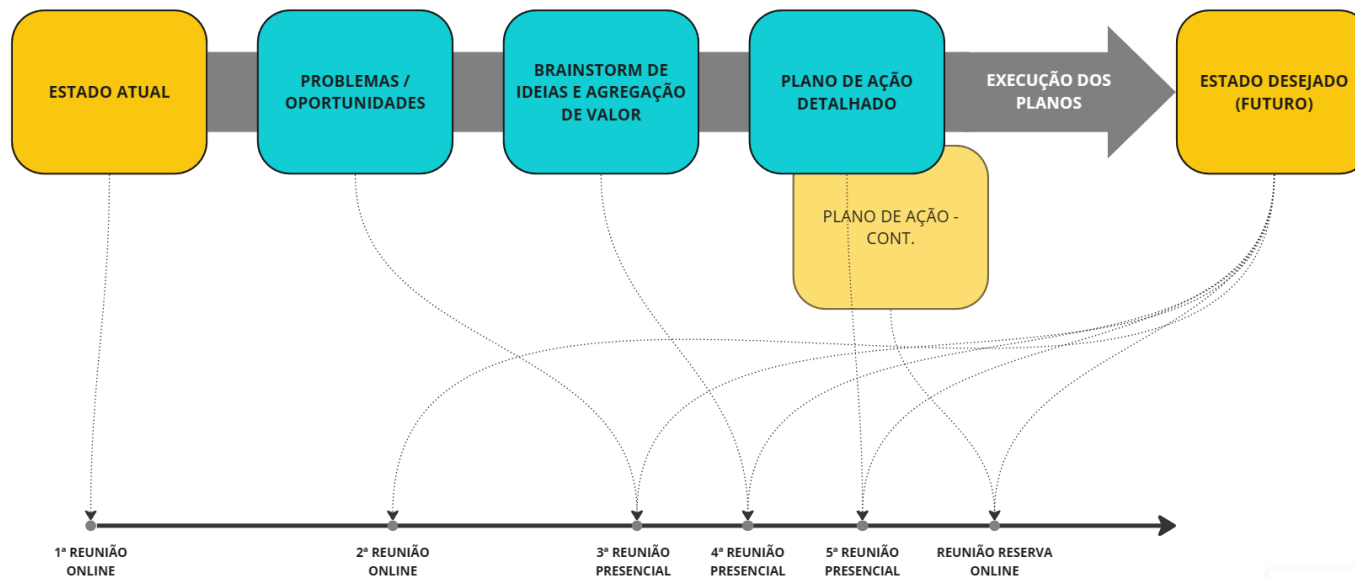 ESTADO ATUAL
PROBLEMAS /
OPORTUNIDADES
BRAINSTORM DE
IDEIAS E AGREGAÇÃO
DE VALOR
PLANO DE AÇÃO
DETALHADO
EXECUÇÃO DOS
PLANOS
ESTADO DESEJADO
(FUTURO)
PLANO DE AÇÃO -
CONT.
1ª REUNIÃO
ONLINE
2ª REUNIÃO
ONLINE
3ª REUNIÃO
PRESENCIAL
4ª REUNIÃO
PRESENCIAL
5ª REUNIÃO
PRESENCIAL
REUNIÃO RESERVA
ONLINE